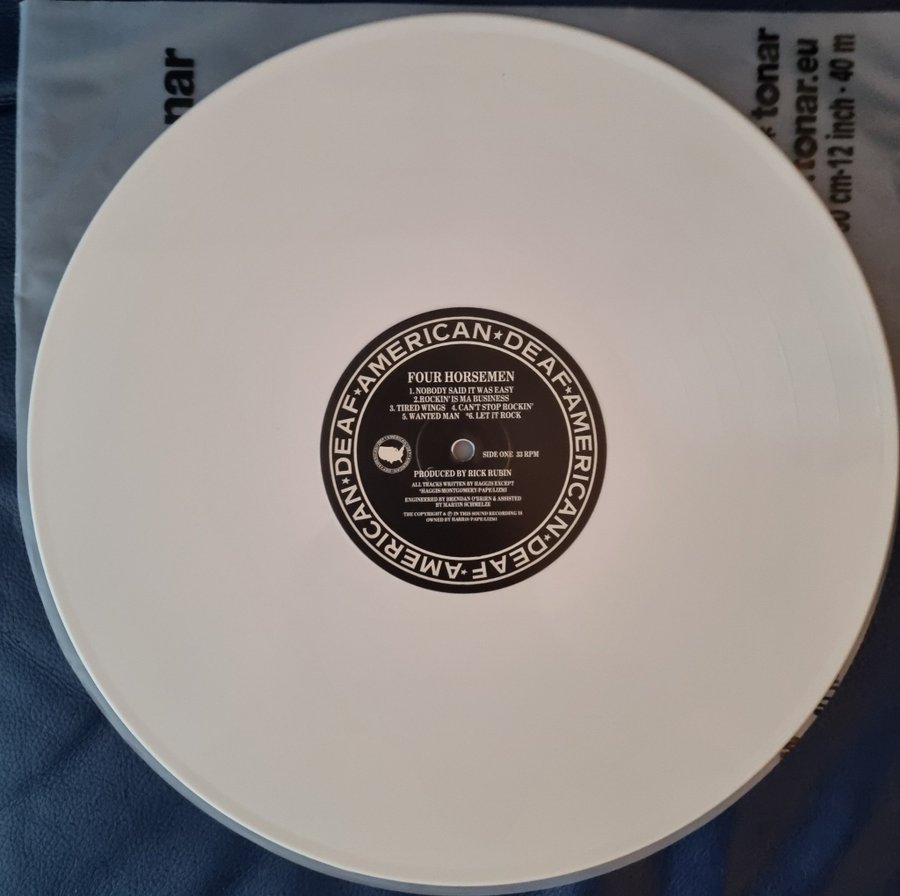 nar
tonar
tonar.eu
cm-12 inch · 40 m
AMERICAN★DEAF★AMERICAN★DEAF★AMERICAN★DEAF★
FOUR HORSEMEN
1. NOBODY SAID IT WAS EASY
2.ROCKIN' IS MA BUSINESS
3. TIRED WINGS 4. CAN'T STOP ROCKIN'
5. WANTED MAN *6. LET IT ROCK
SIDE ONE 33 RPM
PRODUCED BY RICK RUBIN
ALL TRACKS WRITTEN BY HAGGIS EXCEPT
*HAGGIS/MONTGOMERY/PAPE/LIZMI
ENGINEERED BY BRENDAN O'BRIEN & ASSISTED
BY MARTIN SCHMELZE
THE COPYRIGHT & Ⓟ IN THIS SOUND RECORDING IS
OWNED BY HARRIS/PAPE/LIZMI